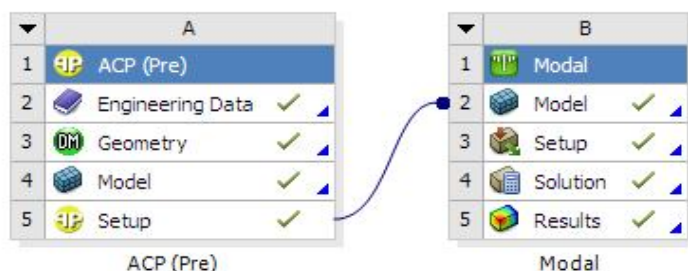 A
1 ACP (Pre)
2 Engineering Data
3 DM Geometry
4 Model
5 Setup
ACP (Pre)
B
1 Modal
2 Model
3 Setup
4 Solution
5 Results
Modal